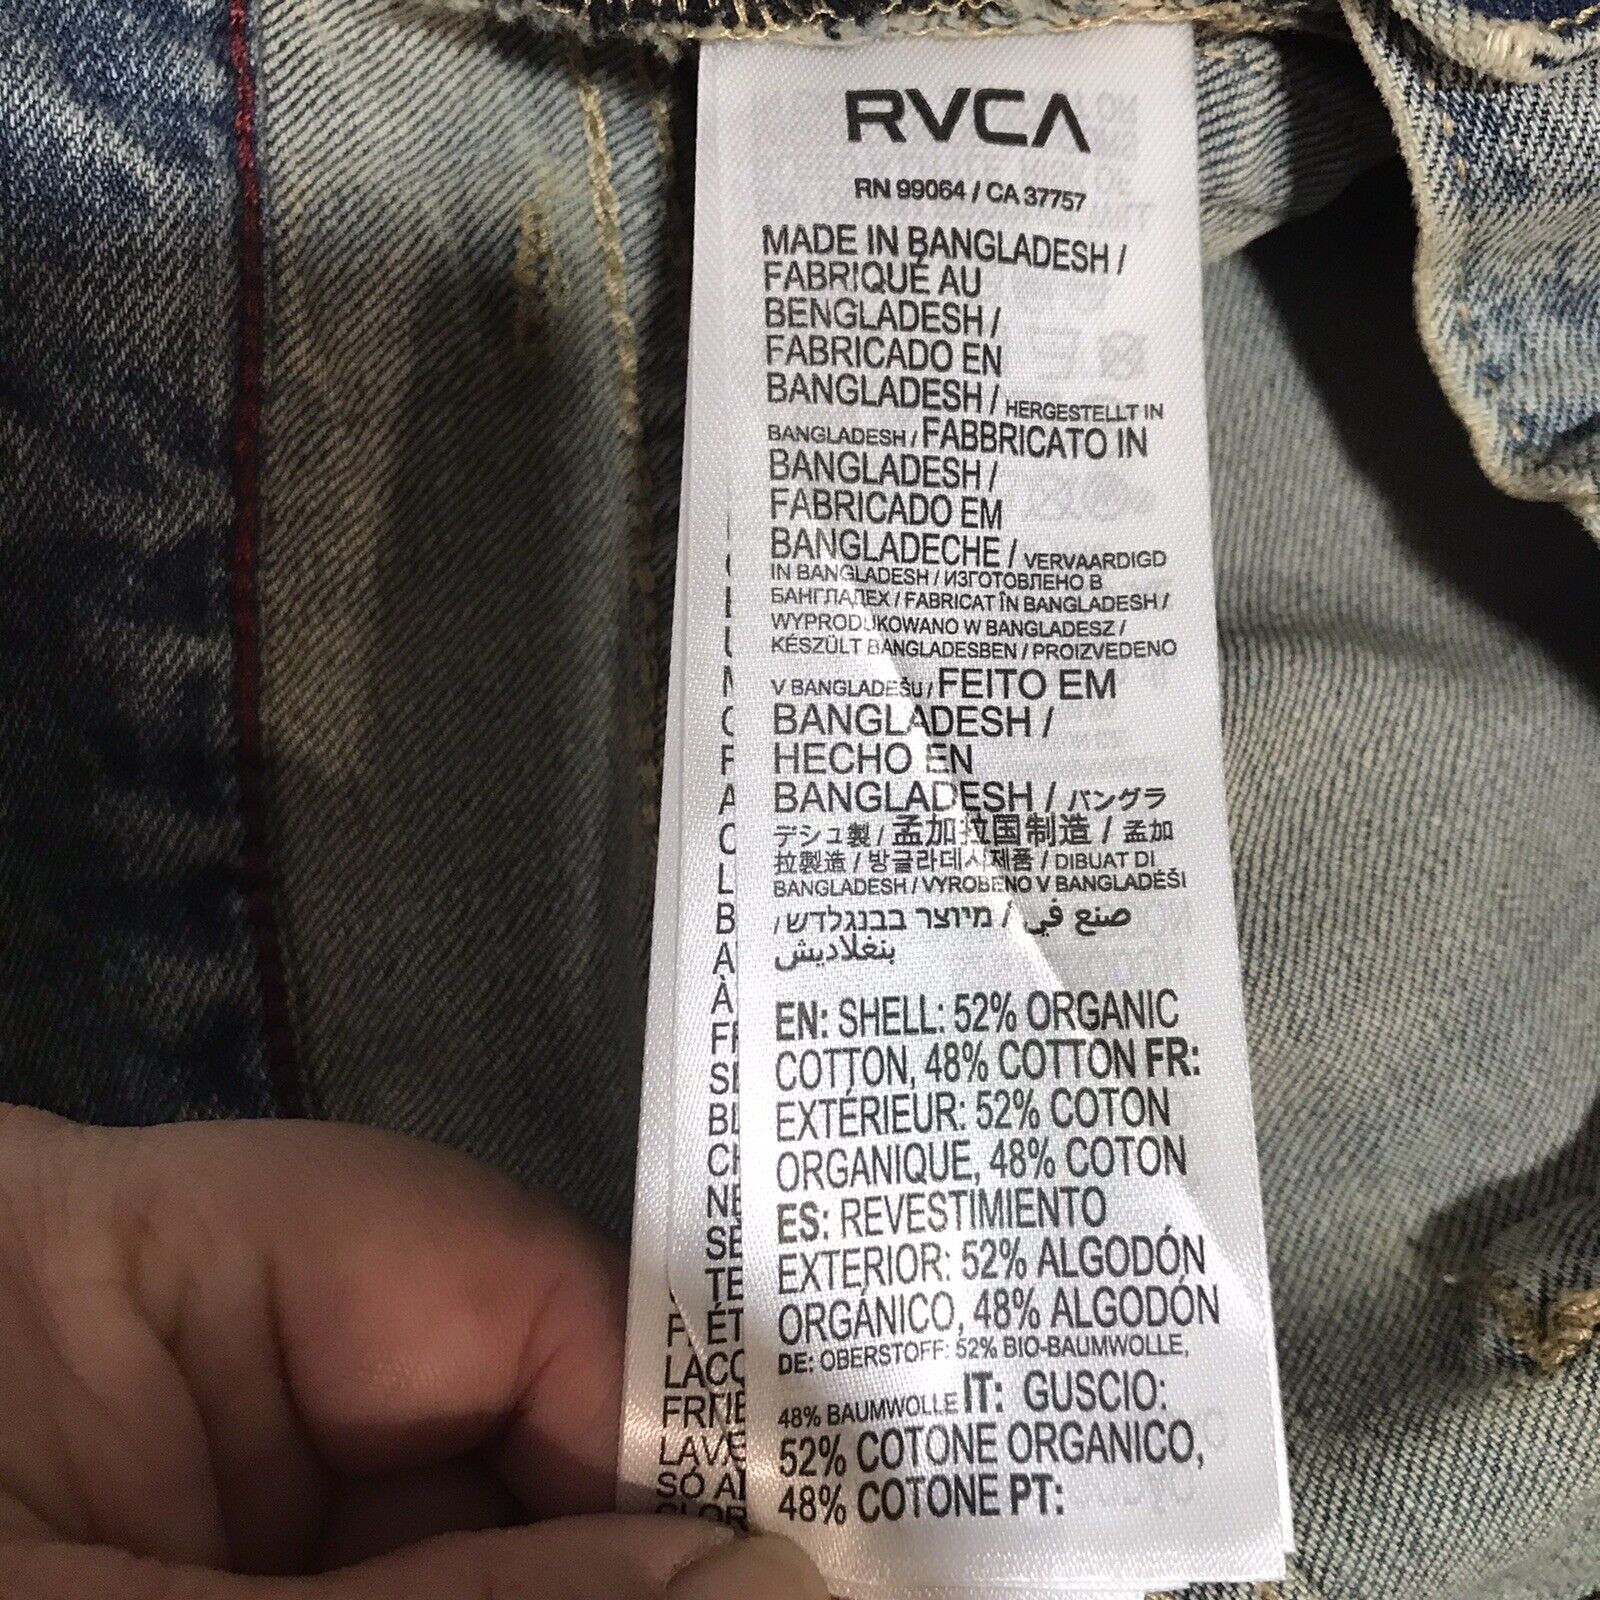 RVCA
RN 99064 / CA 37757
MADE IN BANGLADESH /
FABRIQUÉ AU
BENGLADESH /
FABRICADO EN
BANGLADESH / HERGESTELLT IN
BANGLADESH / FABBRICATO IN
BANGLADESH /
FABRICADO EM
BANGLADECHE / VERVAARDIGD
IN BANGLADESH / ИЗГОТОВЛЕНО В
БАНГЛАДЕХ / FABRICAT ÎN BANGLADESH /
WYPRODUKOWANO W BANGLADESZ /
KÉSZÜLT BANGLADESBEN / PROIZVEDENO
V BANGLADEŠU / FEITO EM
BANGLADESH /
HECHO EN
BANGLADESH / バングラ
デシュ製 / 孟加拉国制造 / 孟加
拉製造 / 방글라데시제품 / DIBUAT DI
BANGLADESH / VYROBENO V BANGLADÉŠI
صنع في / מיוצר בבנגלדש /
بنغلاديش
EN: SHELL: 52% ORGANIC
COTTON, 48% COTTON FR:
EXTÉRIEUR: 52% COTON
ORGANIQUE, 48% COTON
ES: REVESTIMIENTO
EXTERIOR: 52% ALGODÓN
ORGÁNICO, 48% ALGODÓN
DE: OBERSTOFF: 52% BIO-BAUMWOLLE,
48% BAUMWOLLE IT: GUSCIO:
52% COTONE ORGANICO,
48% COTONE PT: